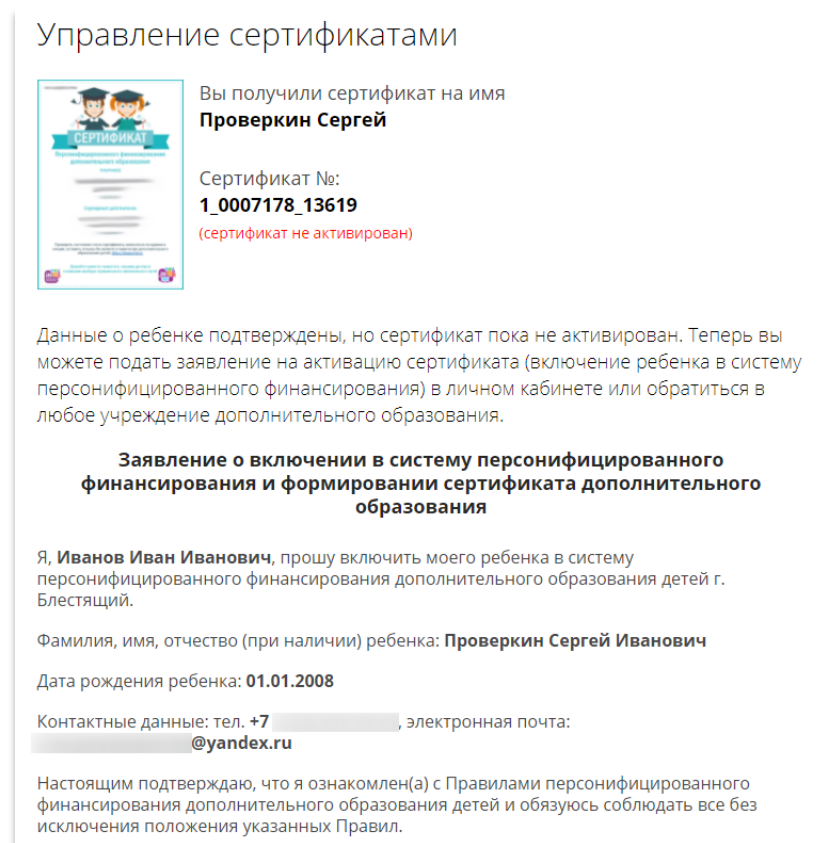 Управление сертификатами
СЕРТИФИКАТ
Персонифицированного финансирования
дополнительного образования
Вы получили сертификат на имя
Проверкин Сергей
Сертификат №:
1_0007178_13619
(сертификат не активирован)
Данные о ребенке подтверждены, но сертификат пока не активирован. Теперь вы
можете подать заявление на активацию сертификата (включение ребенка в систему
персонифицированного финансирования) в личном кабинете или обратиться в
любое учреждение дополнительного образования.
Заявление о включении в систему персонифицированного
финансирования и формировании сертификата дополнительного
образования
Я, Иванов Иван Иванович, прошу включить моего ребенка в систему
персонифицированного финансирования дополнительного образования детей г.
Блестящий.
Фамилия, имя, отчество (при наличии) ребенка: Проверкин Сергей Иванович
Дата рождения ребенка: 01.01.2008
Контактные данные: тел. +7 , электронная почта:
@yandex.ru
Настоящим подтверждаю, что я ознакомлен(а) с Правилами персонифицированного
финансирования дополнительного образования детей и обязуюсь соблюдать все без
исключения положения указанных Правил.